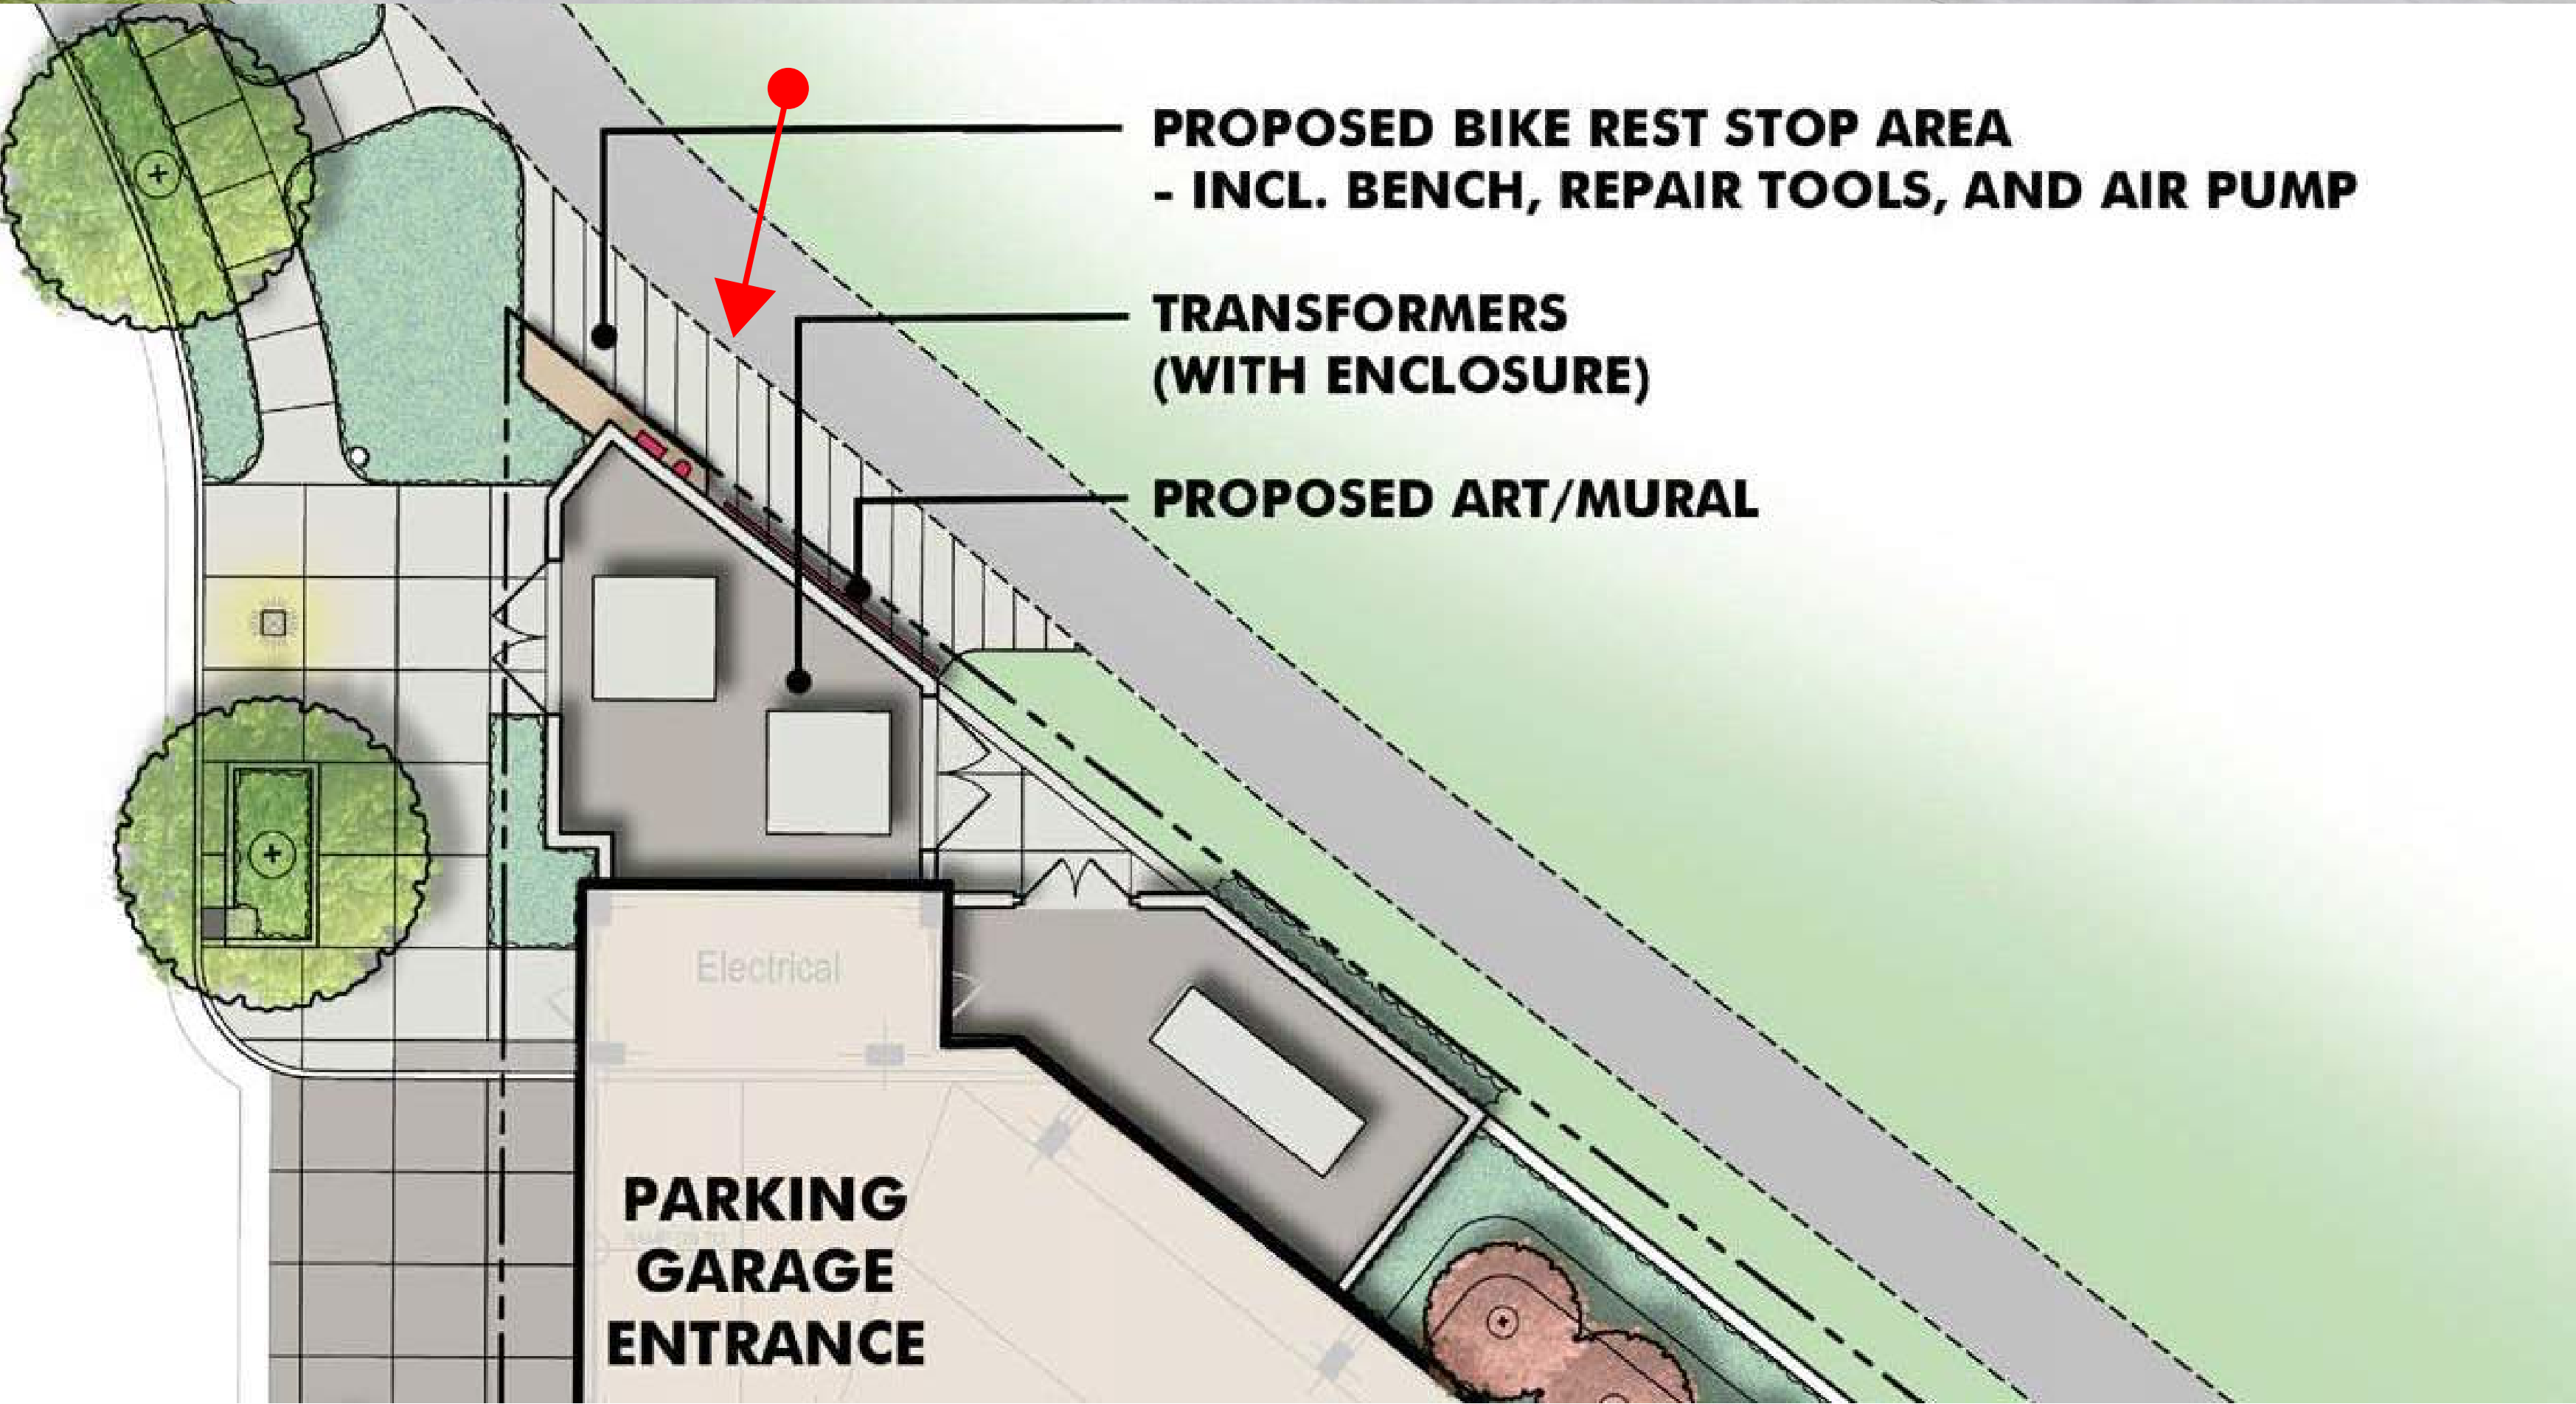 PROPOSED BIKE REST STOP AREA
- INCL. BENCH, REPAIR TOOLS, AND AIR PUMP
TRANSFORMERS
(WITH ENCLOSURE)
PROPOSED ART/MURAL
Electrical
PARKING
GARAGE
ENTRANCE